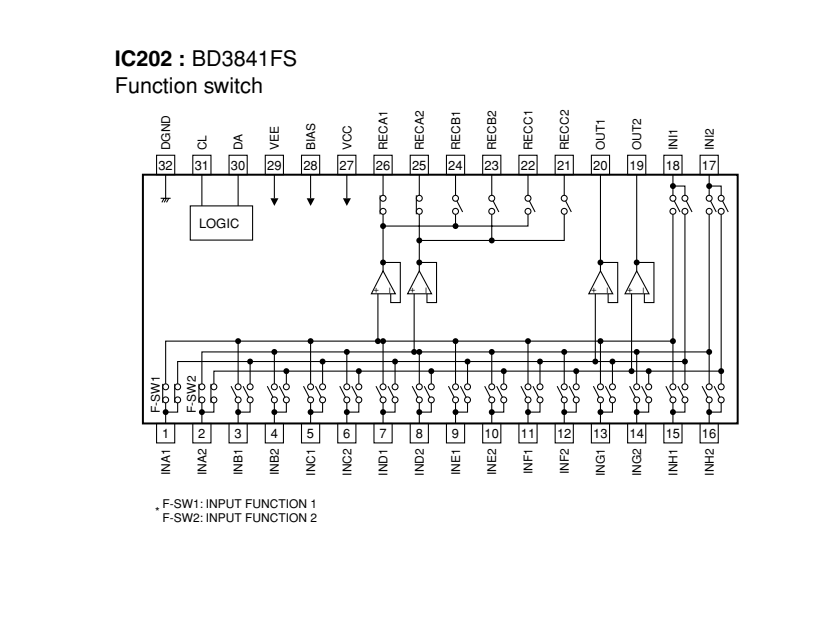 IC202 : BD3841FS
Function switch
DGND CL DA VEE BIAS VCC RECA1 RECA2 RECB1 RECB2 RECC1 RECC2 OUT1 OUT2 INI1 INI2
32 31 30 29 28 27 26 25 24 23 22 21 20 19 18 17
LOGIC
+ - + - + - + -
F-SW1 F-SW2
1 2 3 4 5 6 7 8 9 10 11 12 13 14 15 16
INA1 INA2 INB1 INB2 INC1 INC2 IND1 IND2 INE1 INE2 INF1 INF2 ING1 ING2 INH1 INH2
* F-SW1: INPUT FUNCTION 1
F-SW2: INPUT FUNCTION 2